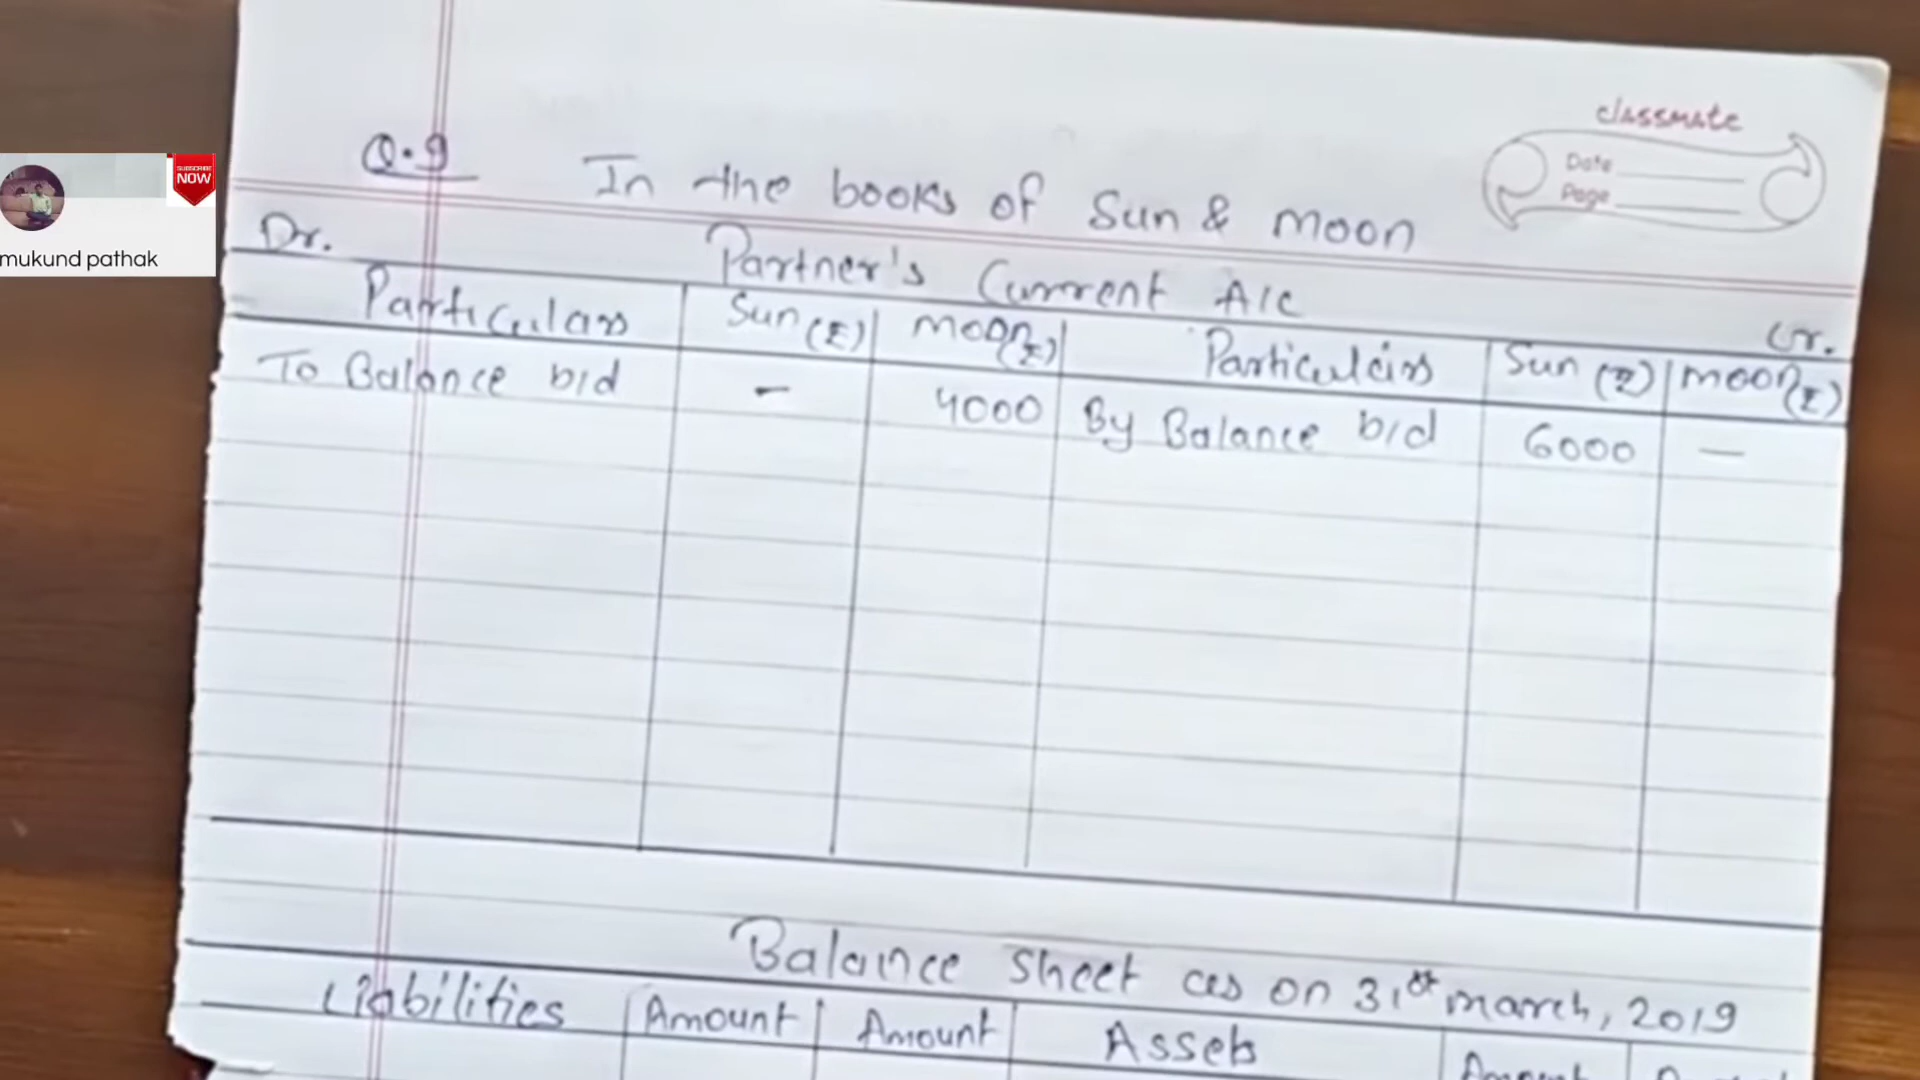 classmate
Date
Page
SUBSCRIBE
NOW
mukund pathak
Q.9 In the books of Sun & Moon
Dr. Partner's Current A/c Cr.
Particulars Sun (₹) Moon (₹) Particulars Sun (₹) Moon (₹)
To Balance b/d - 4000 By Balance b/d 6000 —
Balance Sheet as on 31st March, 2019
Liabilities Amount Amount Assets Amount